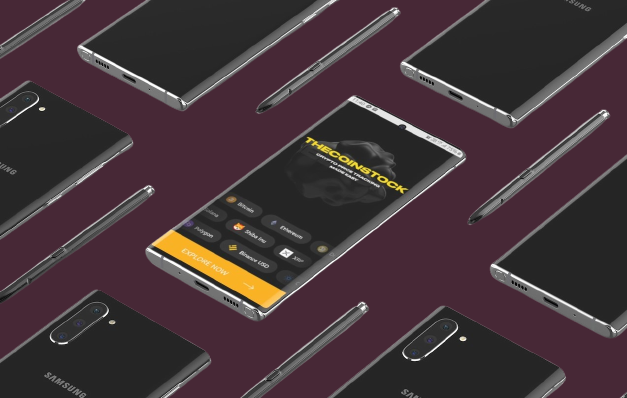 SAMSUNG
SAMSUNG
THECOINSTOCK
CRYPTO PRICE TRACKING
MADE EASY
Bitcoin
Ethereum
Shiba Inu
XRP
Polygon
Binance USD
EXPLORE NOW →
SAMSUNG
SAMSUNG